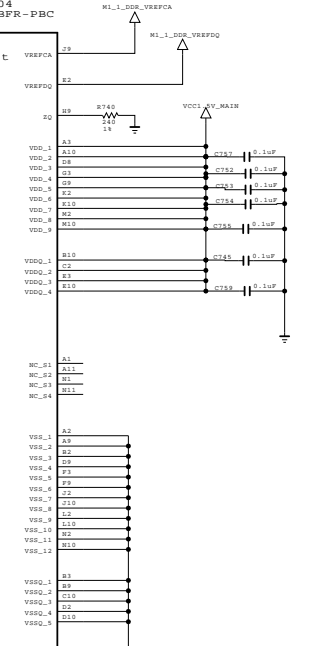 04
BFR-PBC
M1_1_DDR_VREFCA
t
J9
M1_1_DDR_VREFDQ
VREFCA
E2
VREFDQ
H9
R740
VCC1_5V_MAIN
ZQ
240
1%
A3
VDD_1
A10
C757
0.1uF
VDD_2
D8
VDD_3
G3
C752
0.1uF
VDD_4
G9
C753
0.1uF
VDD_5
K2
VDD_6
K10
C754
0.1uF
VDD_7
M2
VDD_8
M10
C755
0.1uF
VDD_9
B10
C745
0.1uF
VDDQ_1
C2
VDDQ_2
E3
VDDQ_3
E10
C759
0.1uF
VDDQ_4
A1
NC_S1
A11
NC_S2
N1
NC_S3
N11
NC_S4
A2
VSS_1
A9
VSS_2
B2
VSS_3
D9
VSS_4
F3
VSS_5
F9
VSS_6
J2
VSS_7
J10
VSS_8
L2
VSS_9
L10
VSS_10
N2
VSS_11
N10
VSS_12
B3
VSSQ_1
B9
VSSQ_2
C10
VSSQ_3
D2
VSSQ_4
D10
VSSQ_5